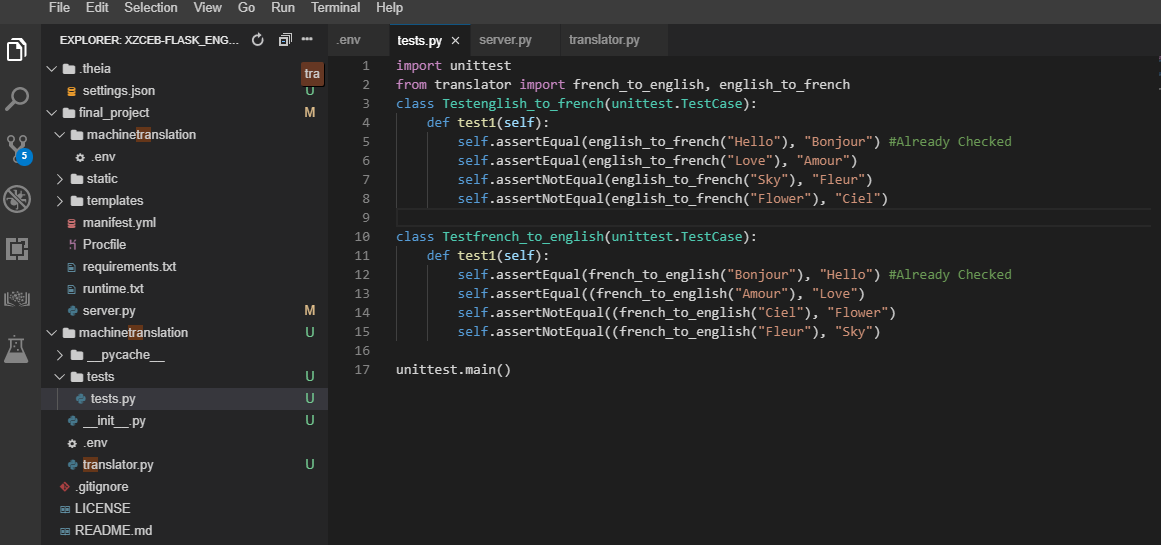 File Edit Selection View Go Run Terminal Help
EXPLORER: XZCEB-FLASK_ENG...
.theia
tra
settings.json U
final_project M
machinetranslation
.env
static
templates
manifest.yml
Procfile
requirements.txt
runtime.txt
server.py M
machinetranslation U
__pycache__
tests U
tests.py U
__init__.py U
.env
translator.py U
.gitignore
LICENSE
README.md
5
.env tests.py × server.py translator.py
1 import unittest
2 from translator import french_to_english, english_to_french
3 class Testenglish_to_french(unittest.TestCase):
4 def test1(self):
5 self.assertEqual(english_to_french("Hello"), "Bonjour") #Already Checked
6 self.assertEqual(english_to_french("Love"), "Amour")
7 self.assertNotEqual(english_to_french("Sky"), "Fleur")
8 self.assertNotEqual(english_to_french("Flower"), "Ciel")
9
10 class Testfrench_to_english(unittest.TestCase):
11 def test1(self):
12 self.assertEqual(french_to_english("Bonjour"), "Hello") #Already Checked
13 self.assertEqual((french_to_english("Amour"), "Love")
14 self.assertNotEqual((french_to_english("Ciel"), "Flower")
15 self.assertNotEqual((french_to_english("Fleur"), "Sky")
16
17 unittest.main()